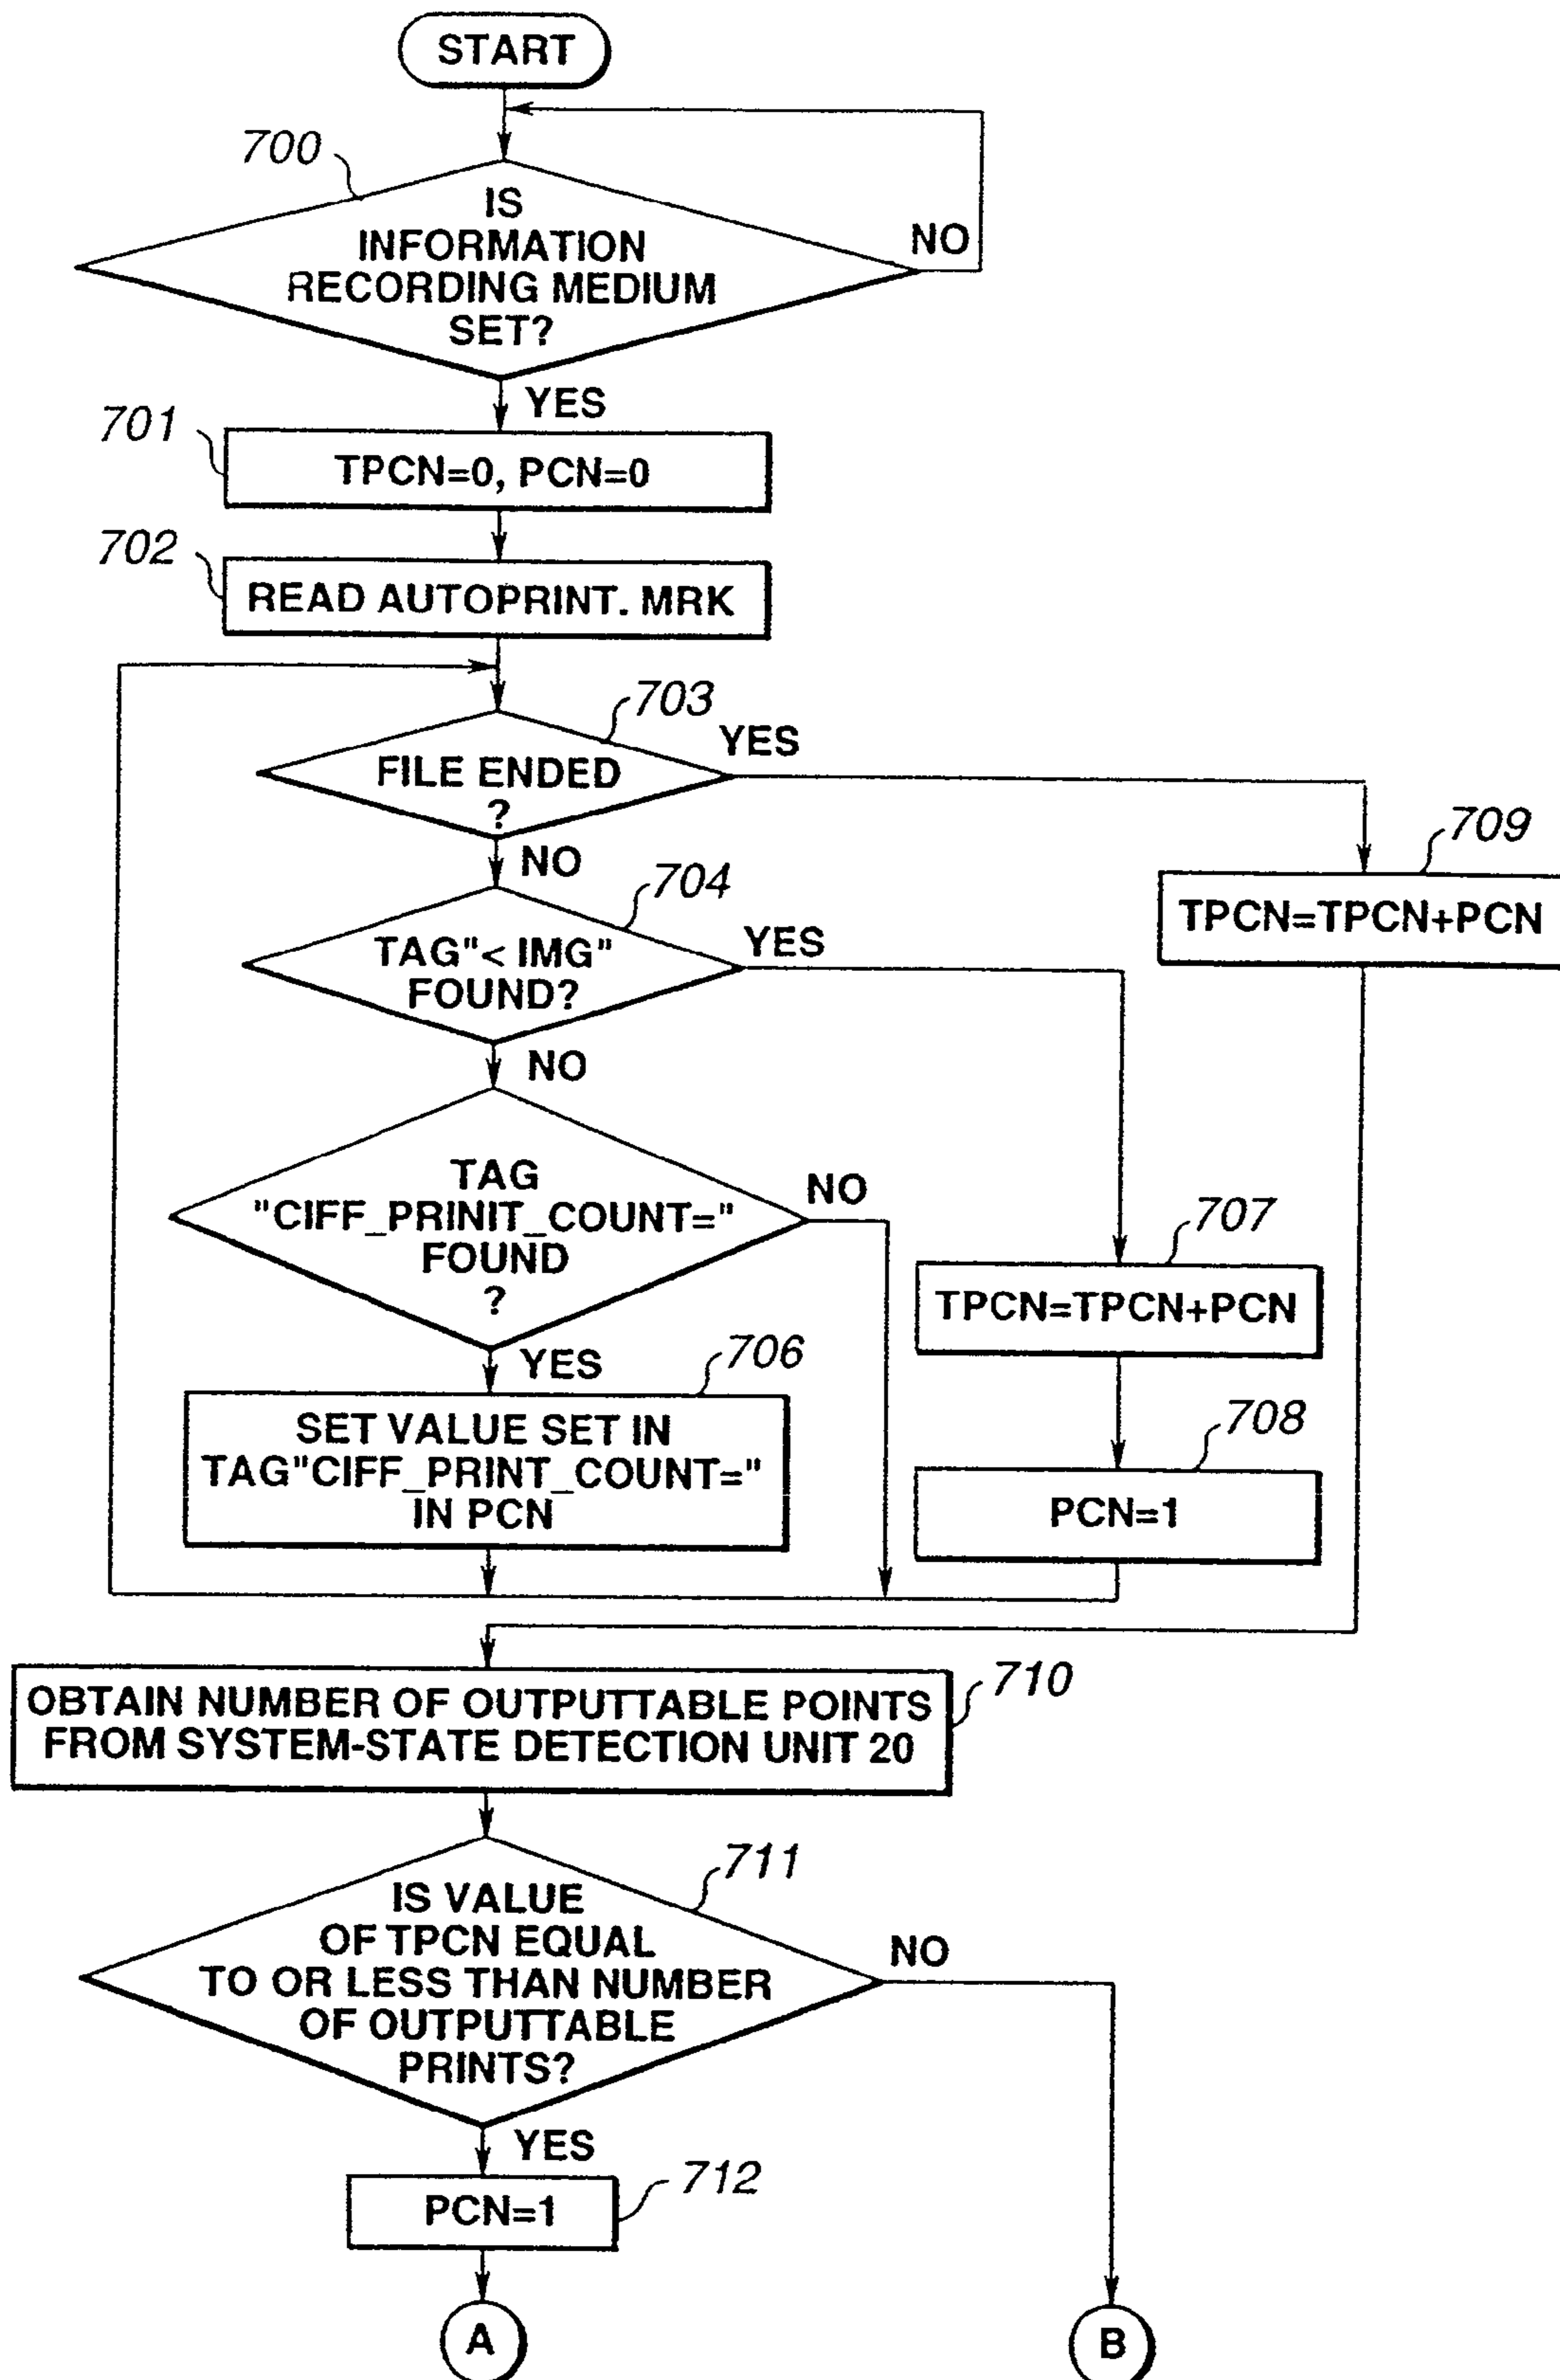 START
700
IS
INFORMATION
RECORDING MEDIUM
SET?
NO
YES
701
TPCN=0, PCN=0
702
READ AUTOPRINT. MRK
703
FILE ENDED
?
YES
NO
709
TPCN=TPCN+PCN
704
TAG"< IMG"
FOUND?
YES
NO
TAG
"CIFF_PRINIT_COUNT="
FOUND
?
NO
YES
707
TPCN=TPCN+PCN
706
SET VALUE SET IN
TAG"CIFF_PRINT_COUNT="
IN PCN
708
PCN=1
710
OBTAIN NUMBER OF OUTPUTTABLE POINTS
FROM SYSTEM-STATE DETECTION UNIT 20
711
IS VALUE
OF TPCN EQUAL
TO OR LESS THAN NUMBER
OF OUTPUTTABLE
PRINTS?
NO
YES
712
PCN=1
A
B